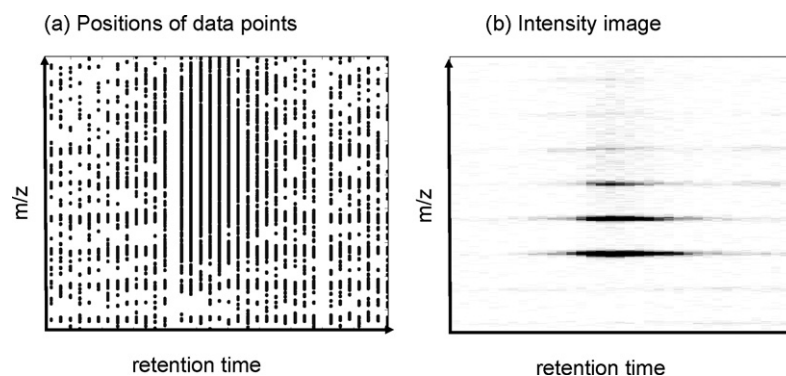 (a) Positions of data points
(b) Intensity image
m/z
m/z
retention time
retention time